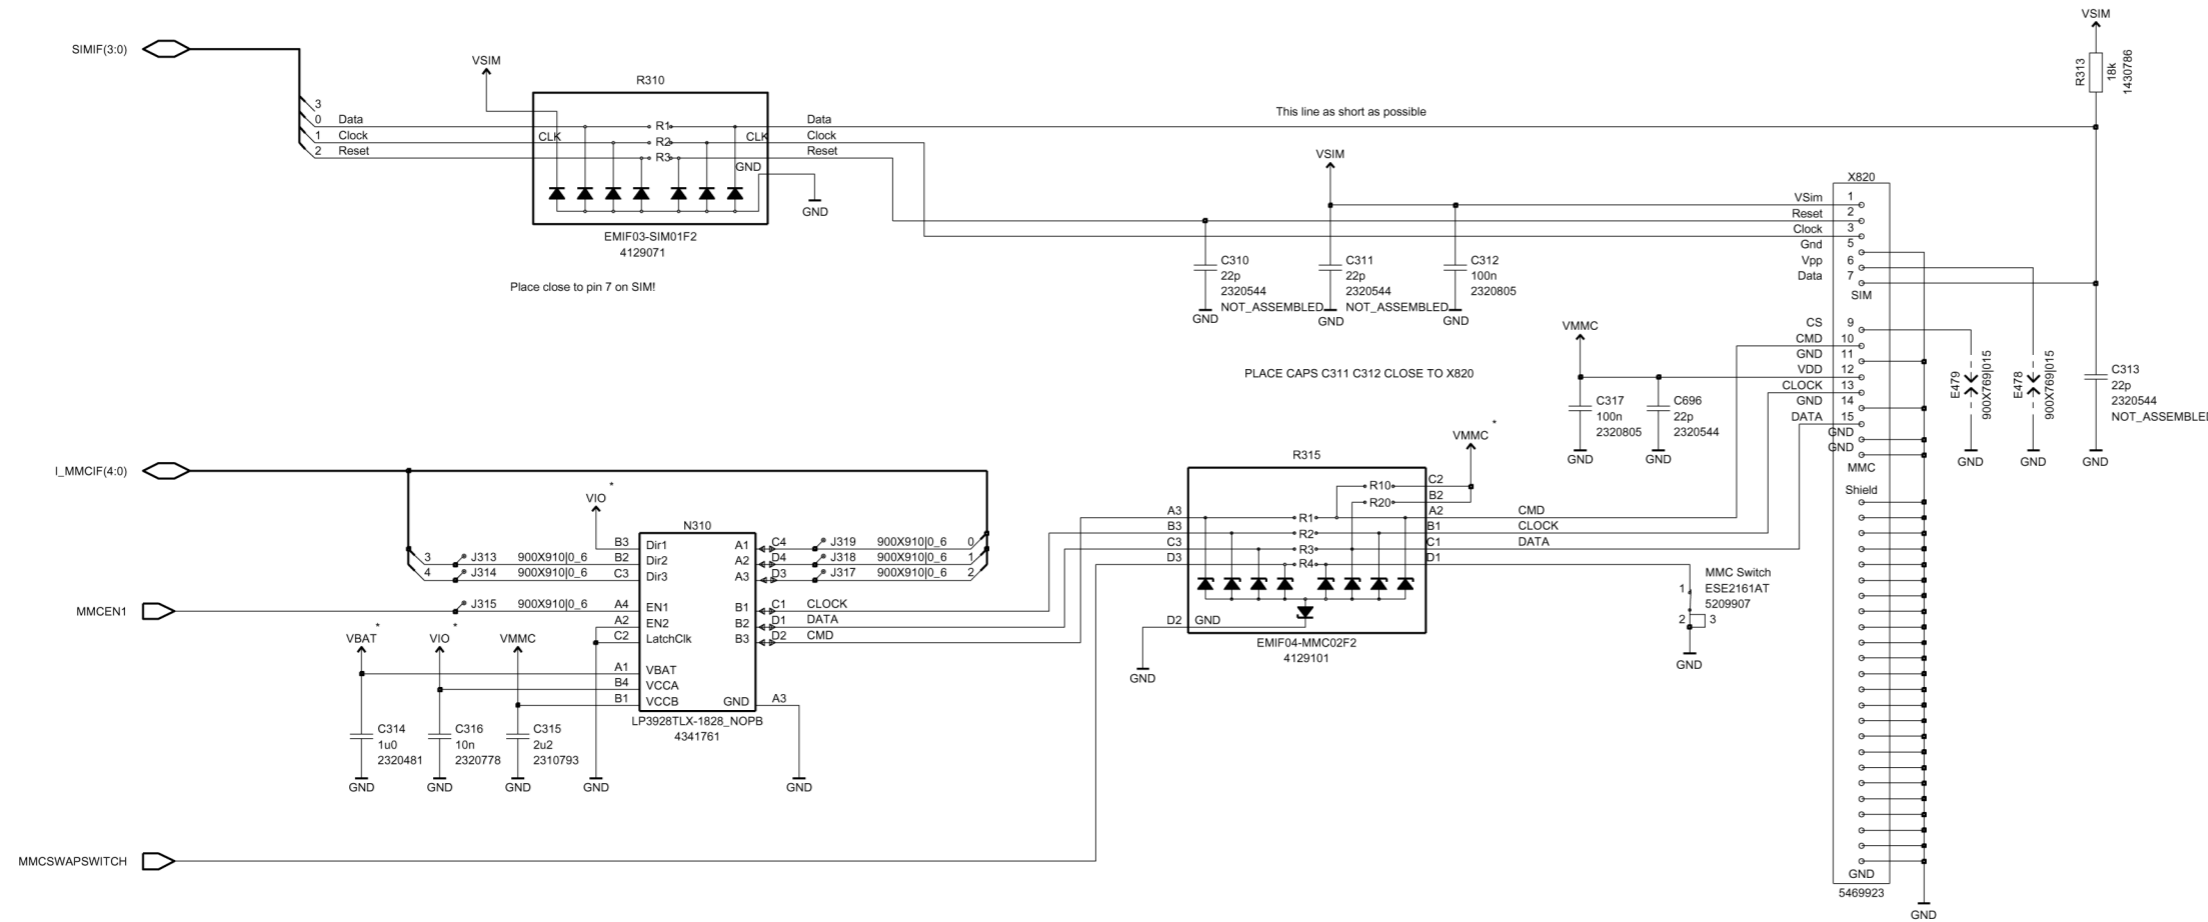 VSIM
R313
18k
1430786
SIMIF(3:0)
VSIM
R310
3
0 Data
1 Clock
2 Reset
CLK
R1
R2
R3
CLK
GND
Data
Clock
Reset
GND
EMIF03-SIM01F2
4129071
Place close to pin 7 on SIM!
This line as short as possible
VSIM
C310
22p
2320544
NOT_ASSEMBLED
GND
C311
22p
2320544
NOT_ASSEMBLED
GND
C312
100n
2320805
GND
PLACE CAPS C311 C312 CLOSE TO X820
X820
VSim 1
Reset 2
Clock 3
Gnd 5
Vpp 6
Data 7
SIM
CS 9
CMD 10
GND 11
VDD 12
CLOCK 13
GND 14
DATA 15
GND
GND
MMC
Shield
GND
5469923
GND
VMMC
C317
100n
2320805
GND
C696
22p
2320544
GND
E479
900X769|015
GND
E478
900X769|015
GND
C313
22p
2320544
NOT_ASSEMBLED
GND
I_MMCIF(4:0)
VIO *
N310
3 J313 900X910|0_6
4 J314 900X910|0_6
MMCEN1
J315 900X910|0_6
B3 Dir1
B2 Dir2
C3 Dir3
A4 EN1
A2 EN2
C2 LatchClk
A1 VBAT
B4 VCCA
B1 VCCB
A1 C4 J319 900X910|0_6 0
A2 D4 J318 900X910|0_6 1
A3 D3 J317 900X910|0_6 2
B1 C1 CLOCK
B2 D1 DATA
B3 D2 CMD
GND A3
LP3928TLX-1828_NOPB
4341761
VBAT *
VIO *
VMMC
C314
1u0
2320481
GND
C316
10n
2320778
GND
C315
2u2
2310793
GND
GND
GND
R315
VMMC *
R10 C2
R20 B2
A3 R1 A2 CMD
B3 R2 B1 CLOCK
C3 R3 C1 DATA
D3 R4 D1
D2 GND
GND
EMIF04-MMC02F2
4129101
MMC Switch
ESE2161AT
5209907
1
2 3
GND
MMCSWAPSWITCH